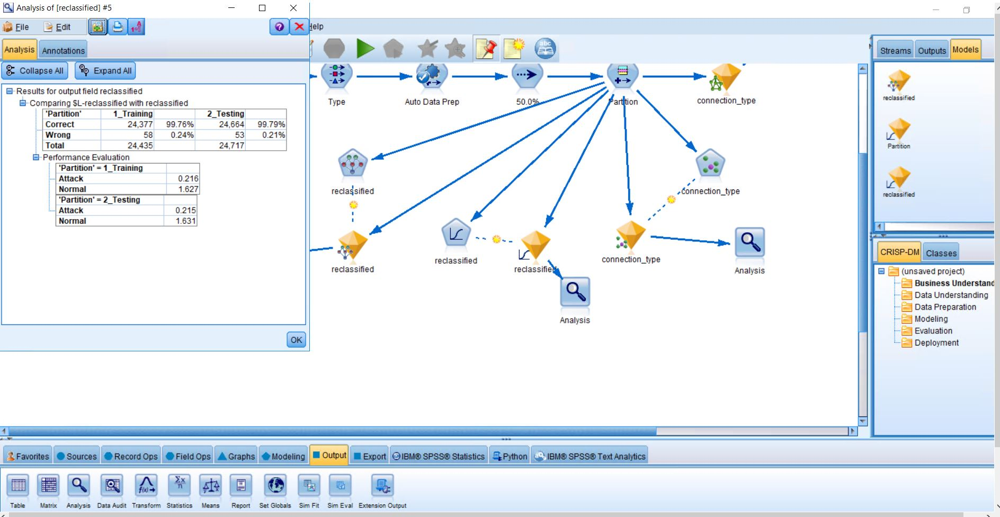 Analysis of [reclassified] #5
File Edit
Help
Analysis Annotations
Collapse All Expand All
Results for output field reclassified
Comparing $L-reclassified with reclassified
'Partition' 1_Training 2_Testing
Correct 24,377 99.76% 24,664 99.79%
Wrong 58 0.24% 53 0.21%
Total 24,435 24,717
Performance Evaluation
'Partition' = 1_Training
Attack 0.216
Normal 1.627
'Partition' = 2_Testing
Attack 0.215
Normal 1.631
OK
abc
Type
Auto Data Prep
50.0%
Partition
connection_type
reclassified
connection_type
reclassified
reclassified
reclassified
connection_type
Analysis
Analysis
Streams Outputs Models
reclassified
Partition
reclassified
CRISP-DM Classes
(unsaved project)
Business Understand
Data Understanding
Data Preparation
Modeling
Evaluation
Deployment
Favorites Sources Record Ops Field Ops Graphs Modeling Output Export IBM® SPSS® Statistics Python IBM® SPSS® Text Analytics
Table Matrix Analysis Data Audit Transform Statistics Means Report Set Globals Sim Fit Sim Eval Extension Output